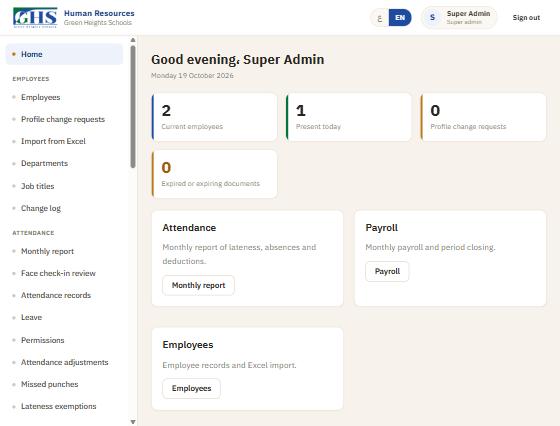 GHS
Human Resources
Green Heights Schools
ع
EN
S
Super Admin
Super admin
Sign out
Home
EMPLOYEES
Employees
Profile change requests
Import from Excel
Departments
Job titles
Change log
ATTENDANCE
Monthly report
Face check-in review
Attendance records
Leave
Permissions
Attendance adjustments
Missed punches
Lateness exemptions
Good evening, Super Admin
Monday 19 October 2026
2
Current employees
1
Present today
0
Profile change requests
0
Expired or expiring documents
Attendance
Monthly report of lateness, absences and
deductions.
Monthly report
Payroll
Monthly payroll and period closing.
Payroll
Employees
Employee records and Excel import.
Employees